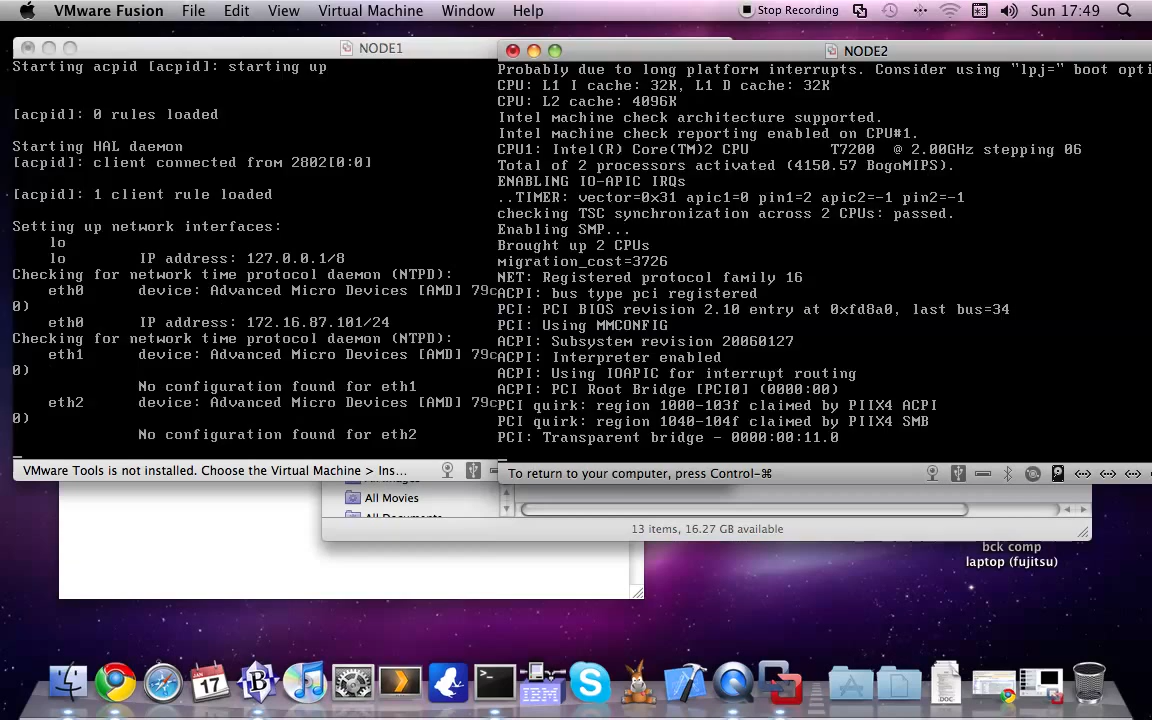 VMware Fusion File Edit View Virtual Machine Window Help Stop Recording Sun 17:49
NODE1
Starting acpid [acpid]: starting up
[acpid]: 0 rules loaded
Starting HAL daemon
[acpid]: client connected from 2802[0:0]
[acpid]: 1 client rule loaded
Setting up network interfaces:
lo
lo IP address: 127.0.0.1/8
Checking for network time protocol daemon (NTPD):
eth0 device: Advanced Micro Devices [AMD] 79c
0)
eth0 IP address: 172.16.87.101/24
Checking for network time protocol daemon (NTPD):
eth1 device: Advanced Micro Devices [AMD] 79c
0)
No configuration found for eth1
eth2 device: Advanced Micro Devices [AMD] 79c
0)
No configuration found for eth2
VMware Tools is not installed. Choose the Virtual Machine > Ins...
NODE2
Probably due to long platform interrupts. Consider using "lpj=" boot opti
CPU: L1 I cache: 32K, L1 D cache: 32K
CPU: L2 cache: 4096K
Intel machine check architecture supported.
Intel machine check reporting enabled on CPU#1.
CPU1: Intel(R) Core(TM)2 CPU T7200 @ 2.00GHz stepping 06
Total of 2 processors activated (4150.57 BogoMIPS).
ENABLING IO-APIC IRQs
..TIMER: vector=0x31 apic1=0 pin1=2 apic2=-1 pin2=-1
checking TSC synchronization across 2 CPUs: passed.
Enabling SMP...
Brought up 2 CPUs
migration_cost=3726
NET: Registered protocol family 16
ACPI: bus type pci registered
PCI: PCI BIOS revision 2.10 entry at 0xfd8a0, last bus=34
PCI: Using MMCONFIG
ACPI: Subsystem revision 20060127
ACPI: Interpreter enabled
ACPI: Using IOAPIC for interrupt routing
ACPI: PCI Root Bridge [PCI0] (0000:00)
PCI quirk: region 1000-103f claimed by PIIX4 ACPI
PCI quirk: region 1040-104f claimed by PIIX4 SMB
PCI: Transparent bridge - 0000:00:11.0
To return to your computer, press Control-⌘
All Movies
13 items, 16.27 GB available
bck comp
laptop (fujitsu)
JAN
17
B
DOC